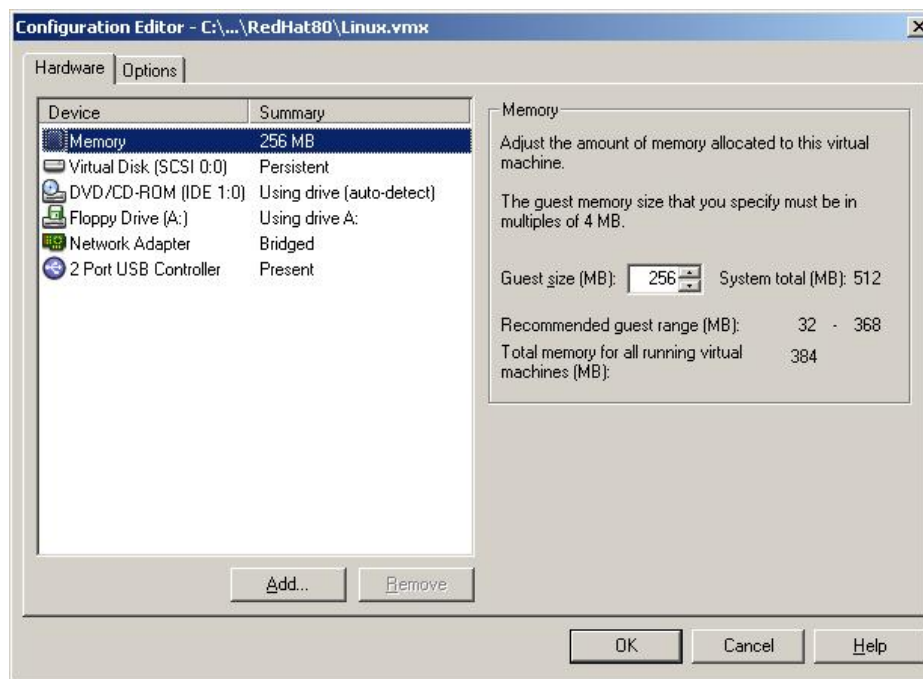 Configuration Editor - C:\...\RedHat80\Linux.vmx
Hardware
Options
Device Summary
Memory 256 MB
Virtual Disk (SCSI 0:0) Persistent
DVD/CD-ROM (IDE 1:0) Using drive (auto-detect)
Floppy Drive (A:) Using drive A:
Network Adapter Bridged
2 Port USB Controller Present
Add...
Remove
Memory
Adjust the amount of memory allocated to this virtual
machine.
The guest memory size that you specify must be in
multiples of 4 MB.
Guest size (MB): 256 System total (MB): 512
Recommended guest range (MB): 32 - 368
Total memory for all running virtual
machines (MB): 384
OK
Cancel
Help